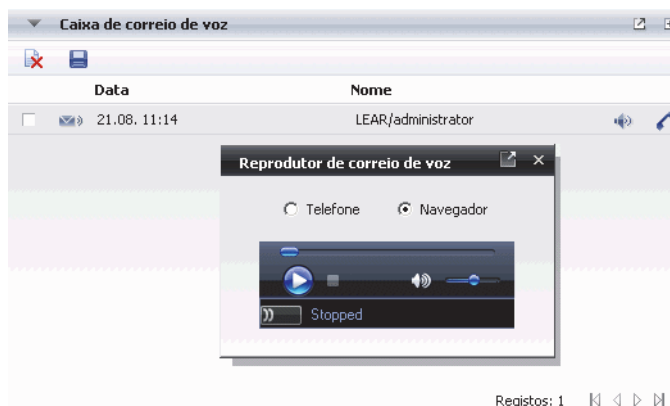 Caixa de correio de voz
Data Nome
21.08. 11:14 LEAR/administrator
Reprodutor de correio de voz
Telefone Navegador
Stopped
Registos: 1